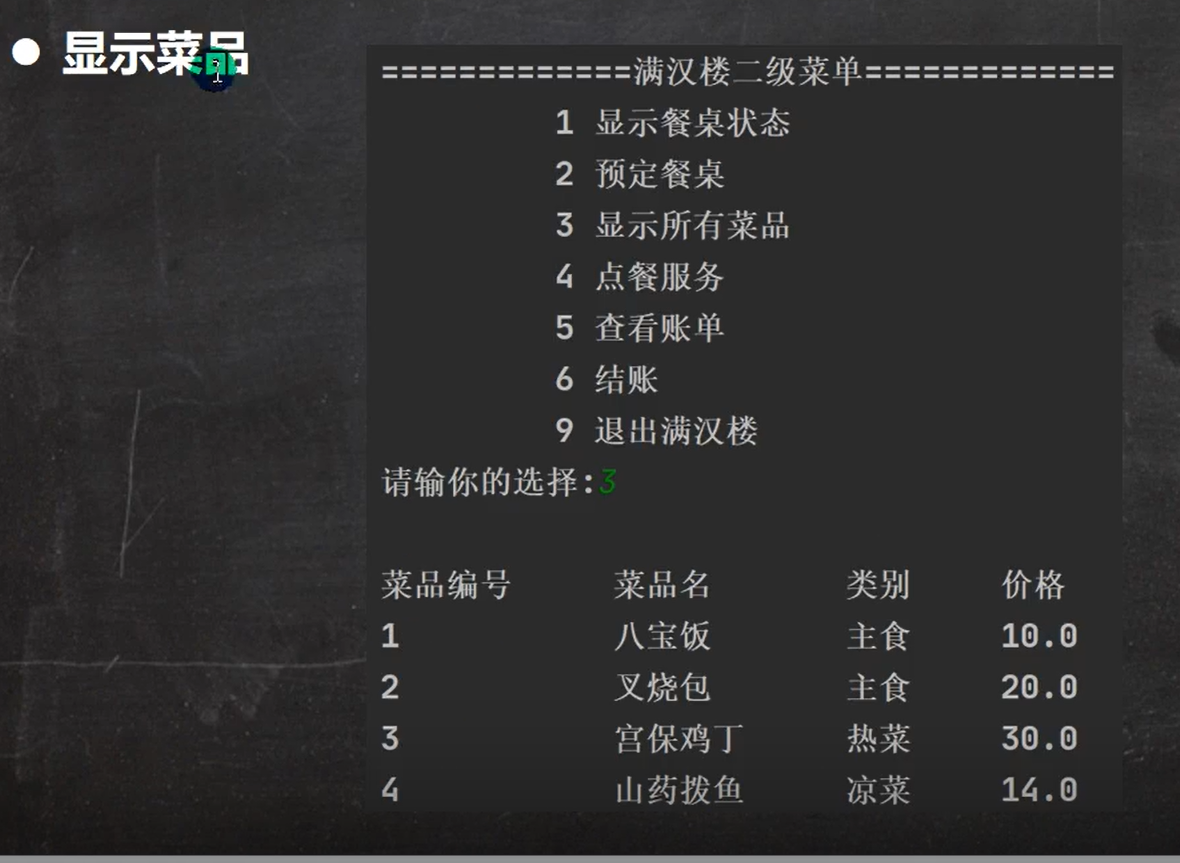 ● 显示菜品
=============满汉楼二级菜单=============
1 显示餐桌状态
2 预定餐桌
3 显示所有菜品
4 点餐服务
5 查看账单
6 结账
9 退出满汉楼
请输你的选择:3
菜品编号 菜品名 类别 价格
1 八宝饭 主食 10.0
2 叉烧包 主食 20.0
3 宫保鸡丁 热菜 30.0
4 山药拨鱼 凉菜 14.0